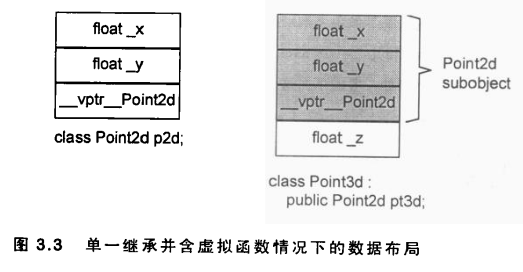 float _x
float _y
__vptr__Point2d
class Point2d p2d;
float _x
float _y
__vptr__Point2d
float _z
Point2d
subobject
class Point3d :
public Point2d pt3d;
图 3.3 单一继承并含虚拟函数情况下的数据布局